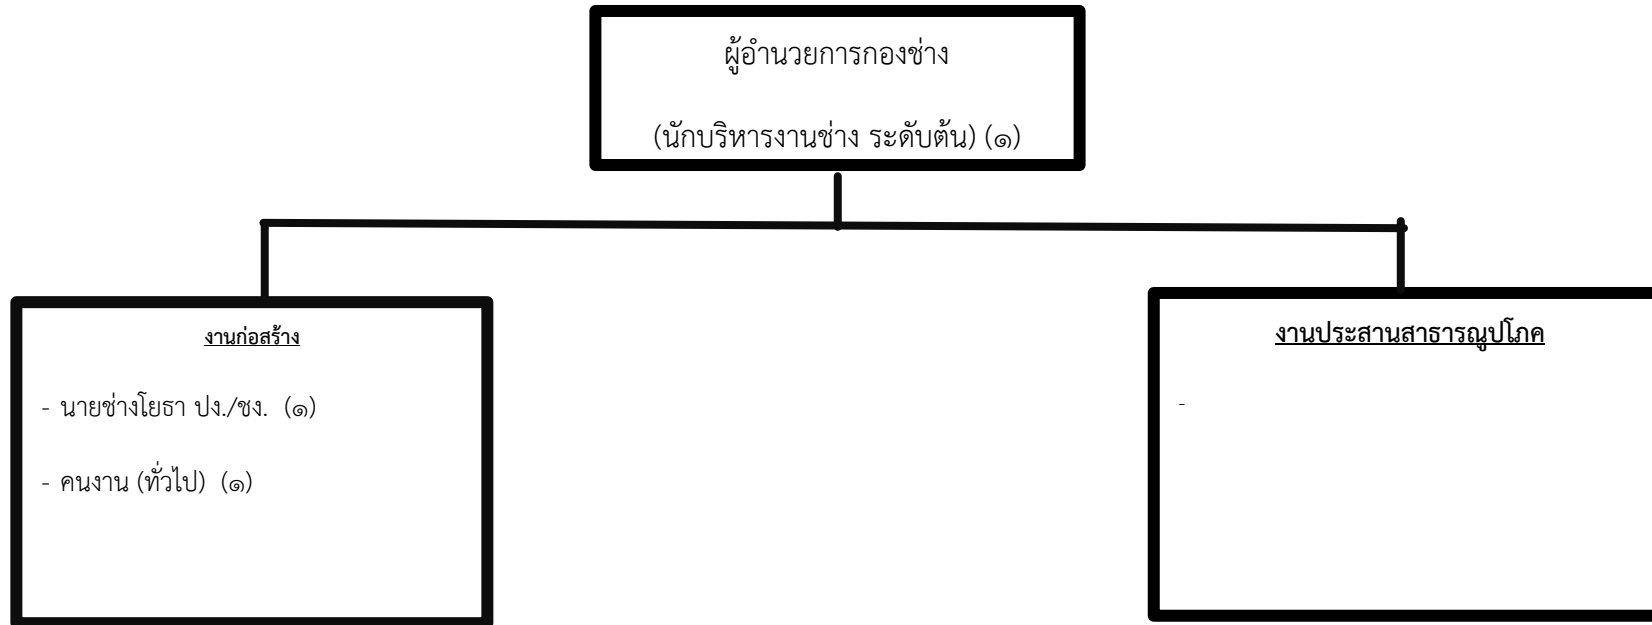 ผู้อำนวยการกองช่าง
(นักบริหารงานช่าง ระดับต้น) (๑)
งานก่อสร้าง
- นายช่างโยธา ปง./ชง. (๑)
- คนงาน (ทั่วไป) (๑)
งานประสานสาธารณูปโภค
-